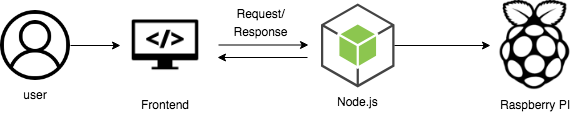 Request/
Response
</>
user
Frontend
Node.js
Raspberry PI